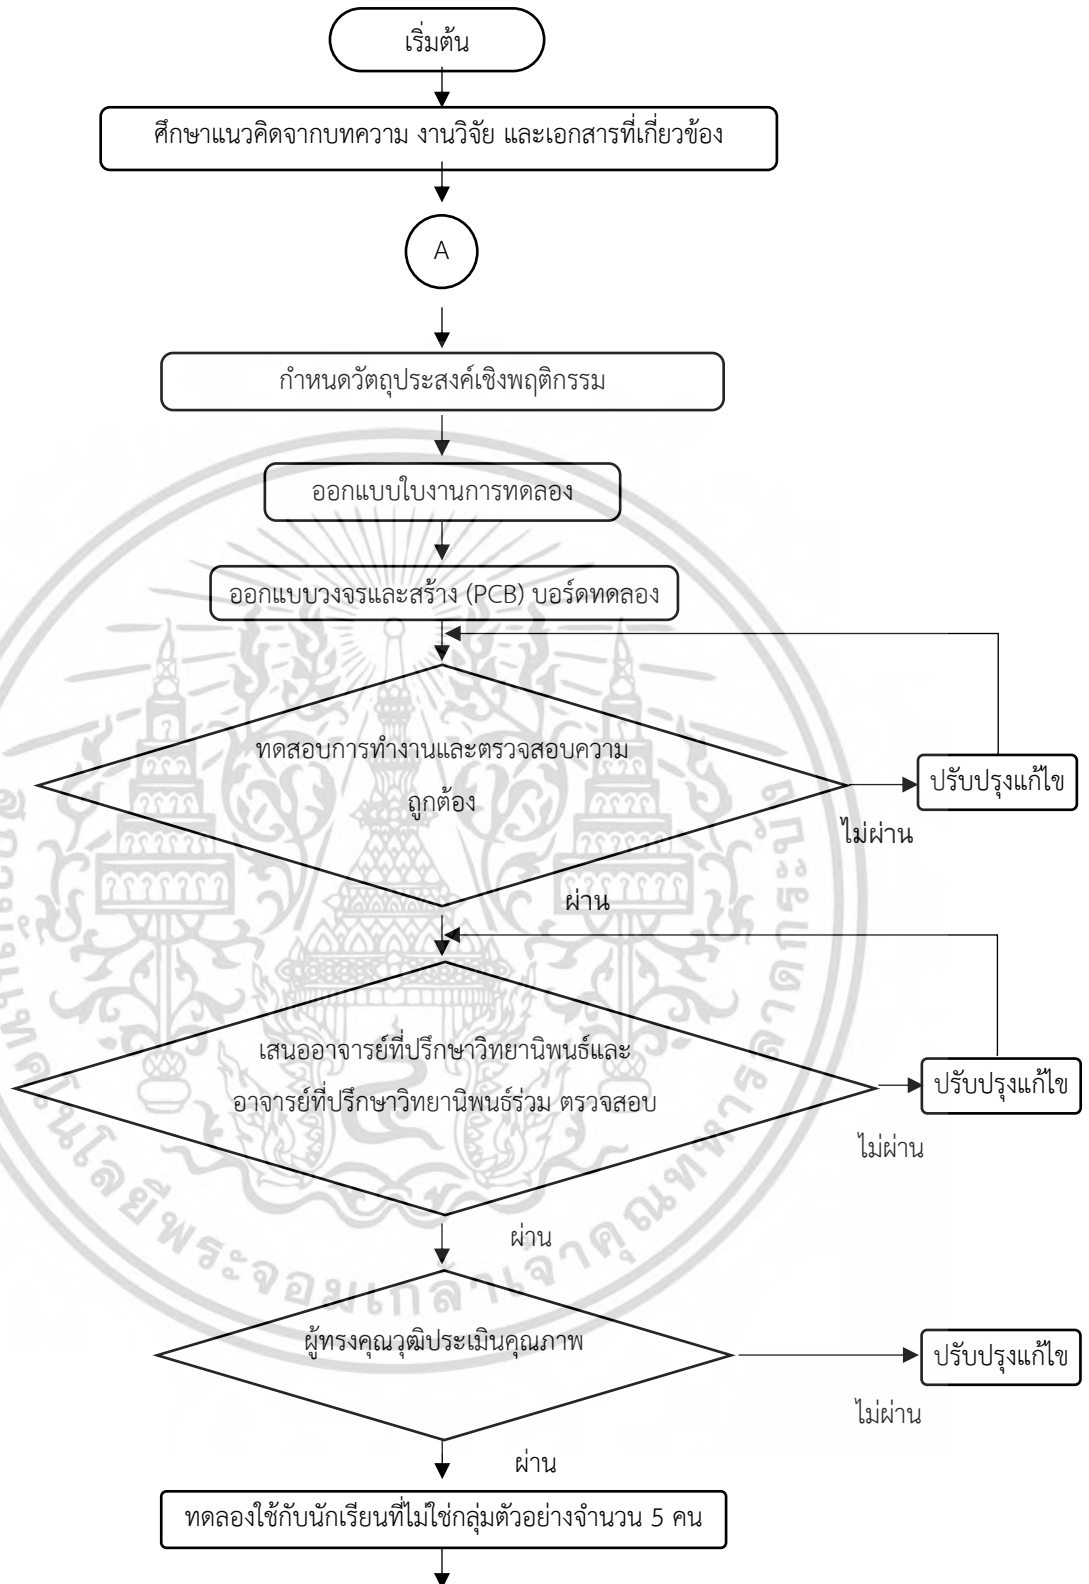 เริ่มต้น
ศึกษาแนวคิดจากบทความ งานวิจัย และเอกสารที่เกี่ยวข้อง
A
กำหนดวัตถุประสงค์เชิงพฤติกรรม
ออกแบบใบงานการทดลอง
ออกแบบวงจรและสร้าง (PCB) บอร์ดทดลอง
ทดสอบการทำงานและตรวจสอบความ
ถูกต้อง
ปรับปรุงแก้ไข
ไม่ผ่าน
ผ่าน
เสนออาจารย์ที่ปรึกษาวิทยานิพนธ์และ
อาจารย์ที่ปรึกษาวิทยานิพนธ์ร่วม ตรวจสอบ
ปรับปรุงแก้ไข
ไม่ผ่าน
ผ่าน
ผู้ทรงคุณวุฒิประเมินคุณภาพ
ปรับปรุงแก้ไข
ไม่ผ่าน
ผ่าน
ทดลองใช้กับนักเรียนที่ไม่ใช่กลุ่มตัวอย่างจำนวน 5 คน